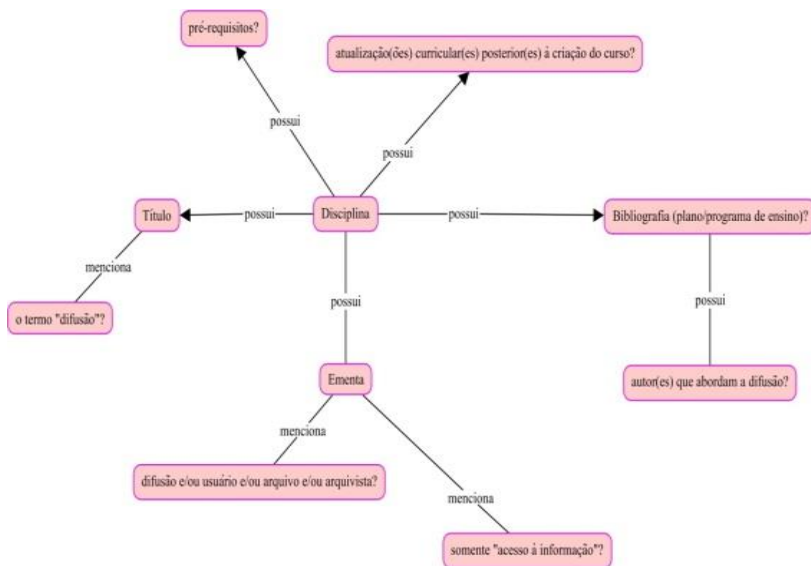 pré-requisitos?
atualização(ões) curricular(es) posterior(es) à criação do curso?
possui
possui
Título
possui
Disciplina
possui
Bibliografia (plano/programa de ensino)?
menciona
possui
possui
o termo "difusão"?
Ementa
autor(es) que abordam a difusão?
menciona
difusão e/ou usuário e/ou arquivo e/ou arquivista?
menciona
somente "acesso à informação"?